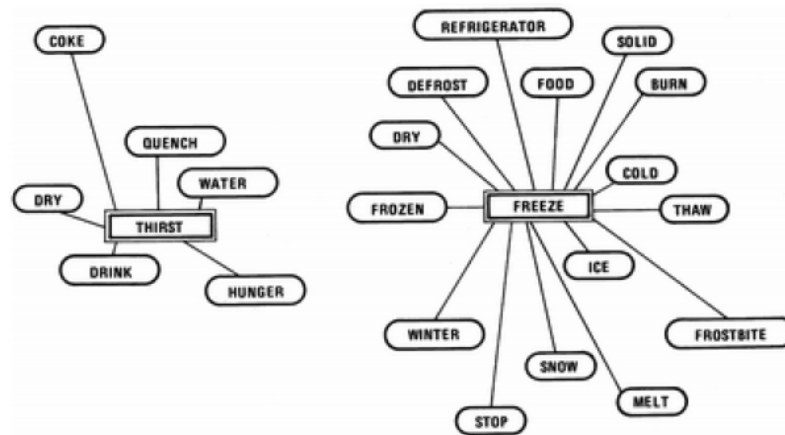 COKE
QUENCH
WATER
DRY
THIRST
DRINK
HUNGER
REFRIGERATOR
SOLID
DEFROST
FOOD
BURN
DRY
COLD
FROZEN
FREEZE
THAW
ICE
WINTER
FROSTBITE
SNOW
MELT
STOP